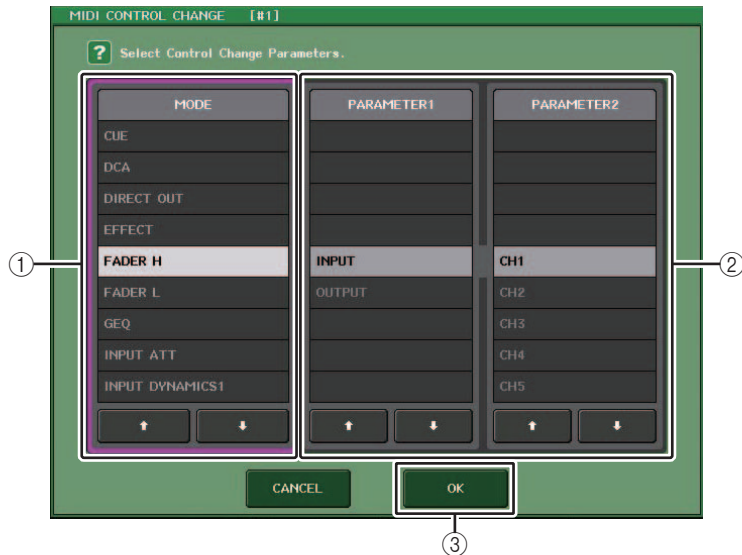 MIDI CONTROL CHANGE [#1]
? Select Control Change Parameters.
MODE
CUE
DCA
DIRECT OUT
EFFECT
FADER H
FADER L
GEQ
INPUT ATT
INPUT DYNAMICS1
PARAMETER1
INPUT
OUTPUT
PARAMETER2
CH1
CH2
CH3
CH4
CH5
CANCEL
OK
①
②
③